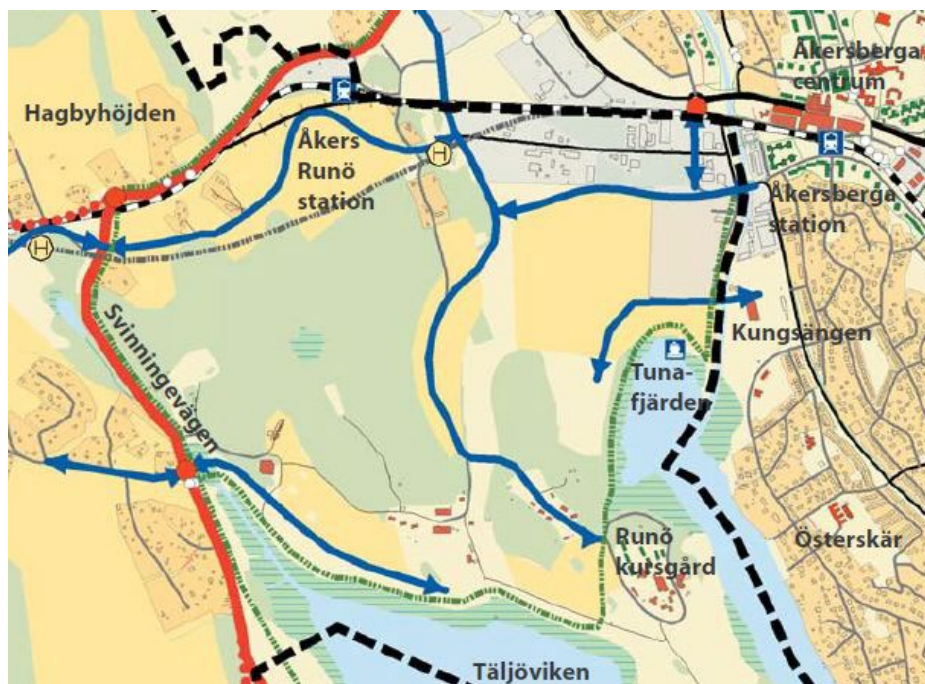 Åkersberga
centrum
Hagbyhöjden
Åkers
Runö
station
H
Åkersberga
station
H
Svinningevägen
Kungsängen
Tuna-
fjärden
Runö
kursgård
Österskär
Täljöviken